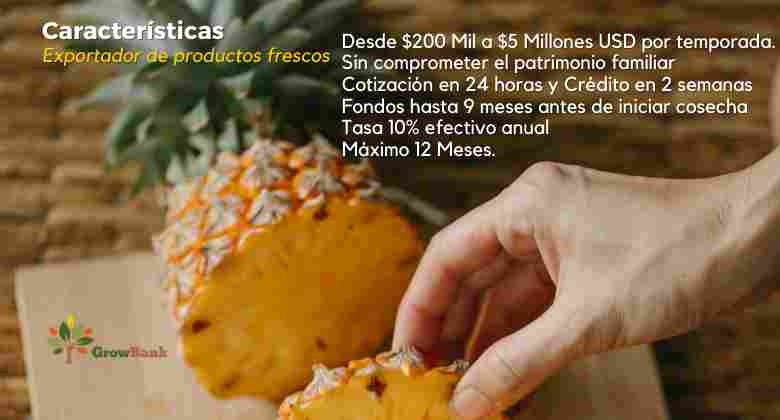 Características
Exportador de productos frescos
Desde $200 Mil a $5 Millones USD por temporada.
Sin comprometer el patrimonio familiar
Cotización en 24 horas y Crédito en 2 semanas
Fondos hasta 9 meses antes de iniciar cosecha
Tasa 10% efectivo anual
Máximo 12 Meses.
GrowBank